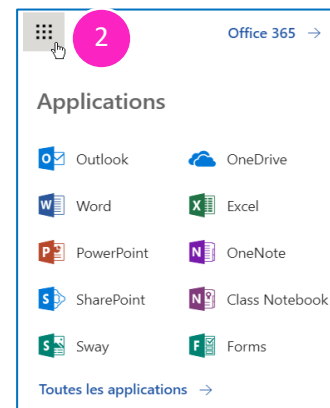 2 Office 365 →
Applications
Outlook OneDrive
Word Excel
PowerPoint OneNote
SharePoint Class Notebook
Sway Forms
Toutes les applications →